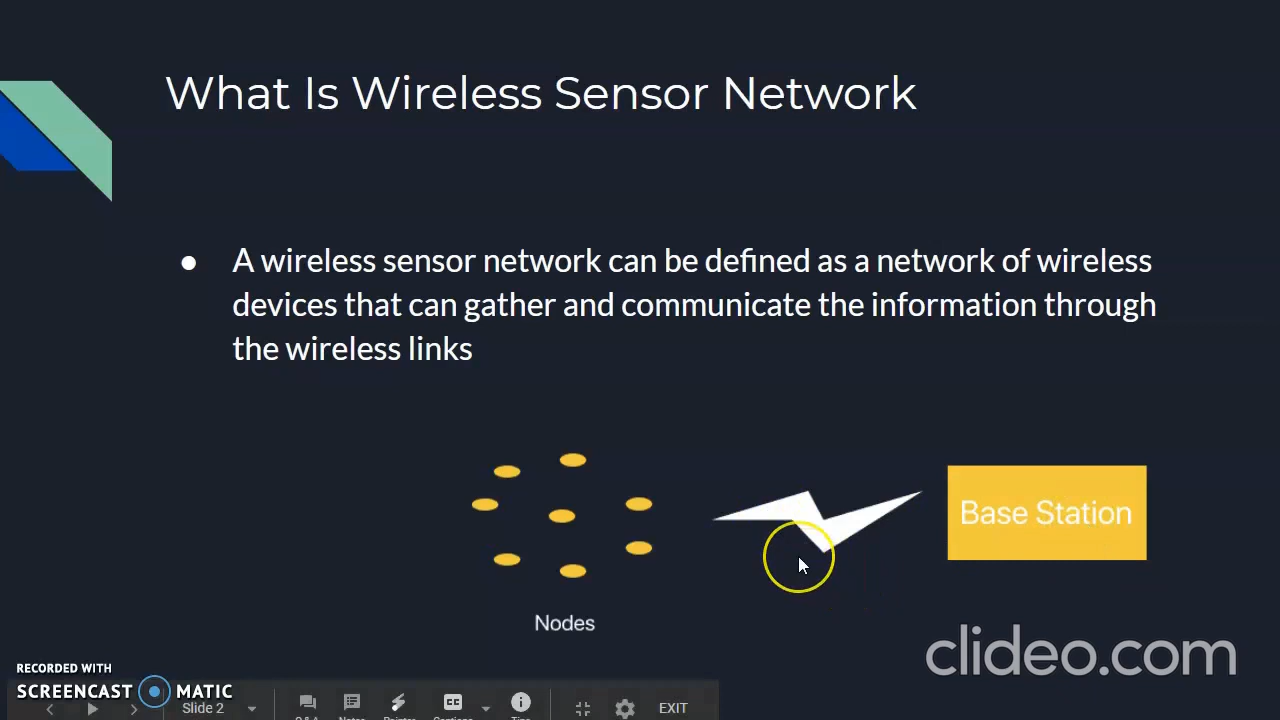 What Is Wireless Sensor Network
● A wireless sensor network can be defined as a network of wireless
devices that can gather and communicate the information through
the wireless links
Base Station
Nodes
clideo.com
RECORDED WITH
SCREENCAST MATIC
Slide 2
EXIT